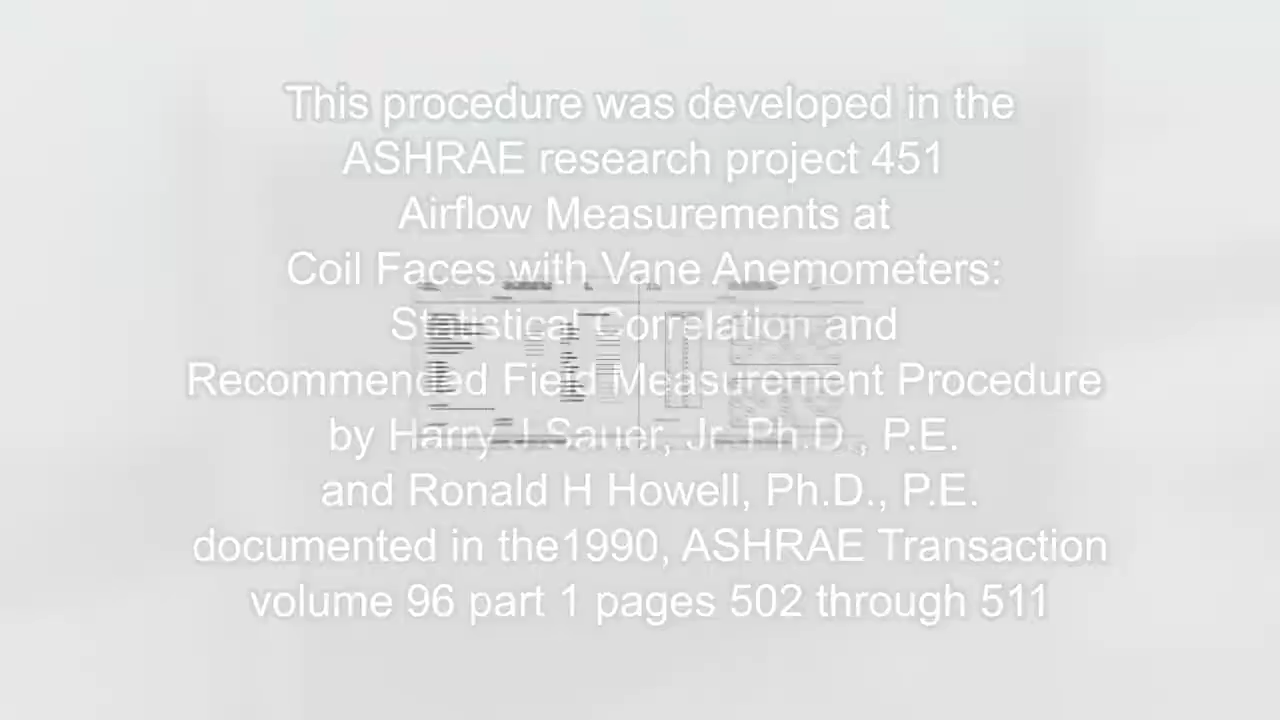 This procedure was developed in the
ASHRAE research project 451
Airflow Measurements at
Coil Faces with Vane Anemometers:
Statistical Correlation and
Recommended Field Measurement Procedure
by Harry J Sauer, Jr. Ph.D., P.E.
and Ronald H Howell, Ph.D., P.E.
documented in the1990, ASHRAE Transaction
volume 96 part 1 pages 502 through 511